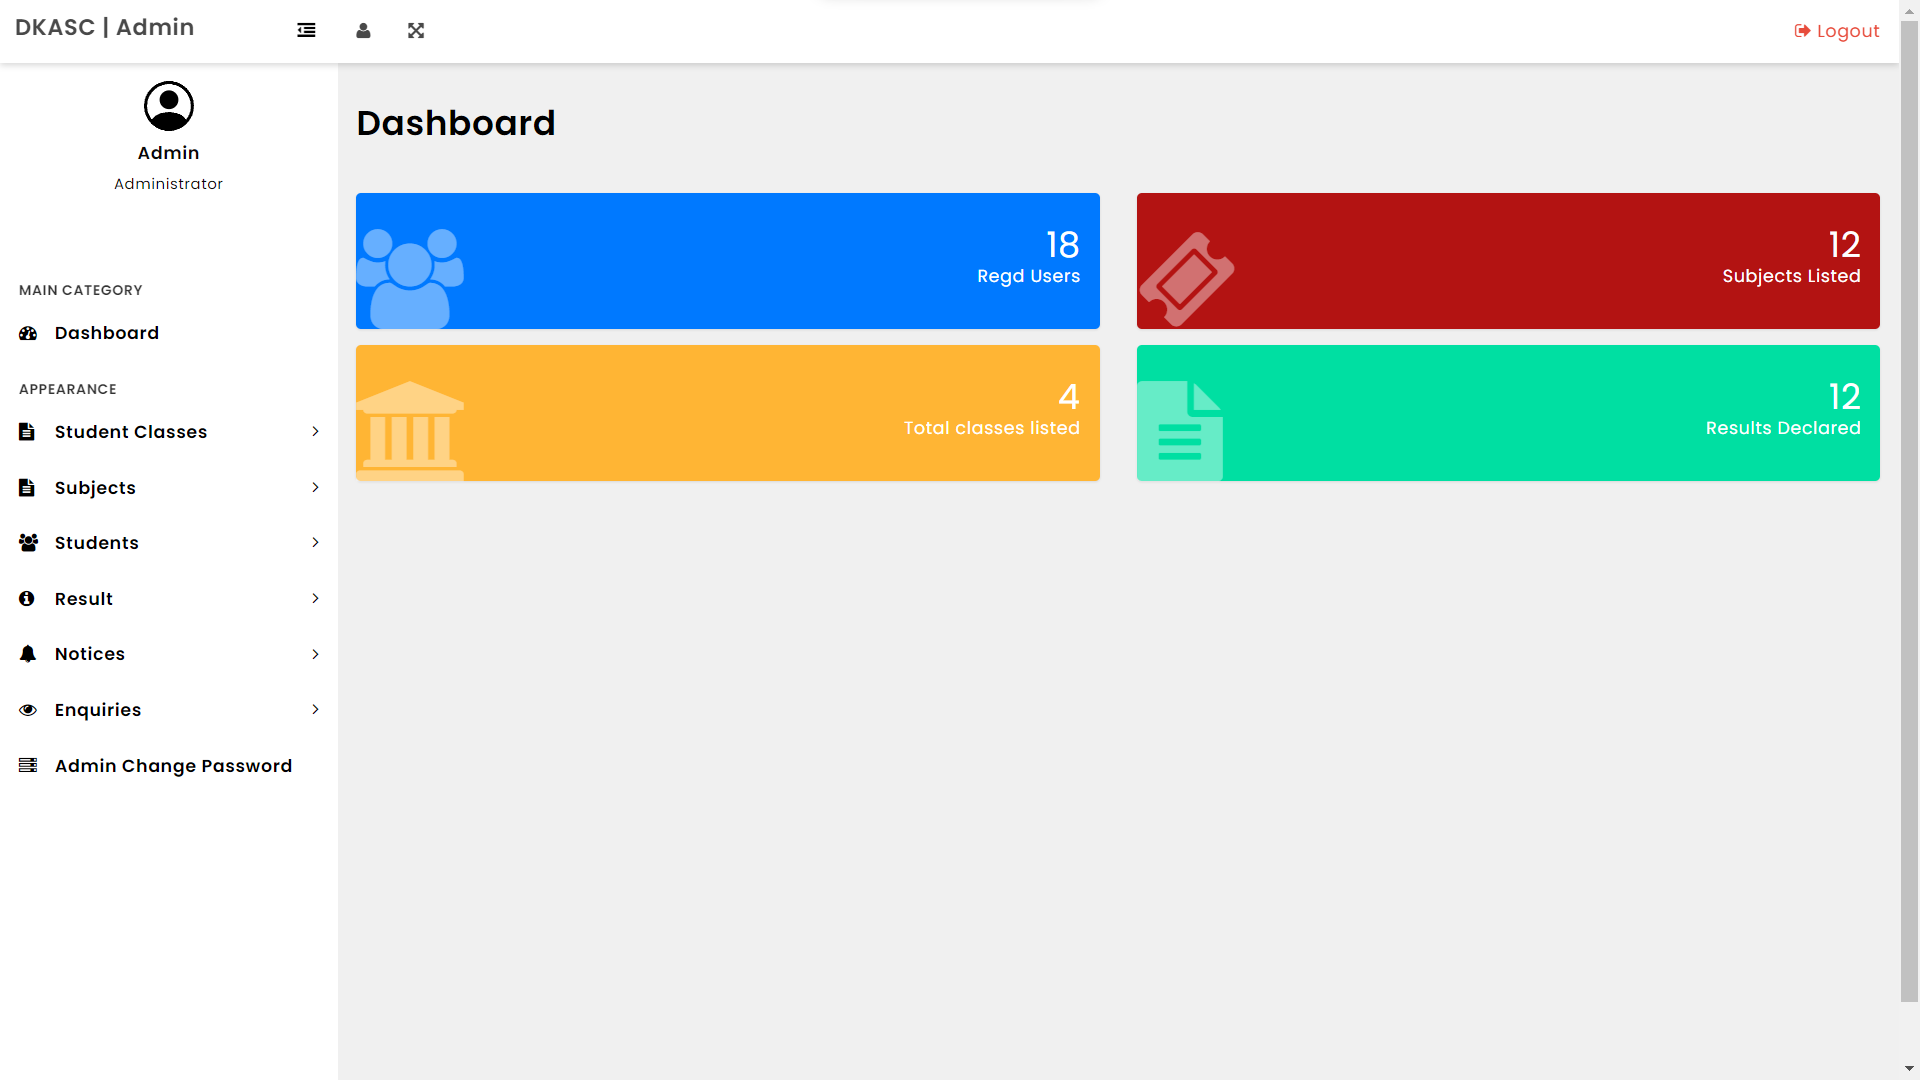 DKASC | Admin
Logout
Admin
Administrator
MAIN CATEGORY
Dashboard
APPEARANCE
Student Classes
Subjects
Students
Result
Notices
Enquiries
Admin Change Password
Dashboard
18
Regd Users
12
Subjects Listed
4
Total classes listed
12
Results Declared